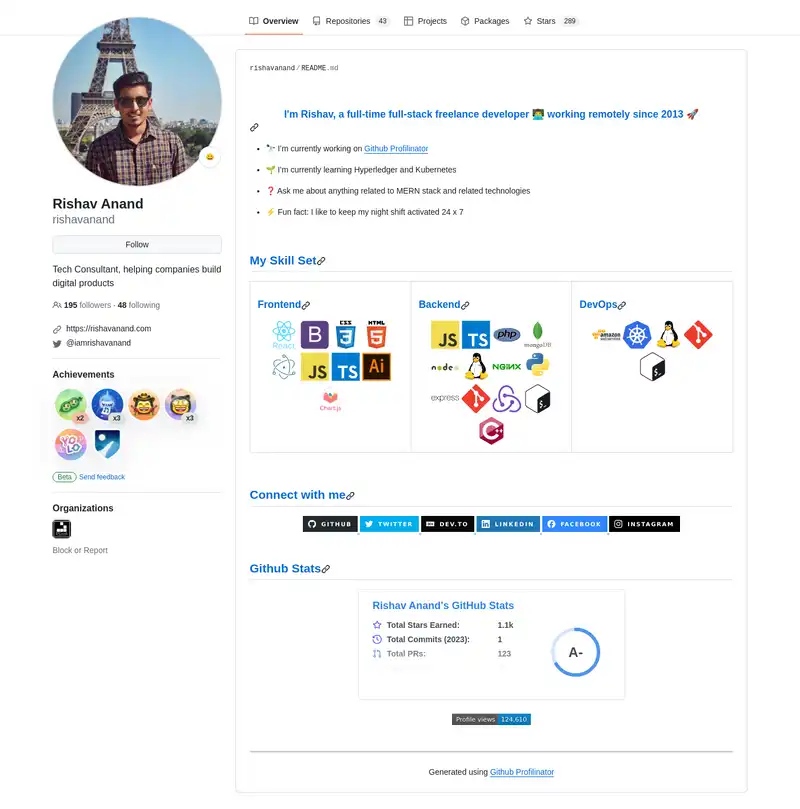 Overview Repositories 43 Projects Packages Stars 289
rishavanand/README.md
I'm Rishav, a full-time full-stack freelance developer 👨‍💻 working remotely since 2013 🚀
🔭 I'm currently working on Github Profilinator
🌱 I'm currently learning Hyperledger and Kubernetes
❓ Ask me about anything related to MERN stack and related technologies
⚡ Fun fact: I like to keep my night shift activated 24 x 7
Rishav Anand
rishavanand
Follow
Tech Consultant, helping companies build
digital products
195 followers · 48 following
https://rishavanand.com
@iamrishavanand
Achievements
x2 x3 x3
YOLO
Beta Send feedback
Organizations
Block or Report
My Skill Set
Frontend
React B CSS 3 HTML 5
JS TS Ai
Chart.js
Backend
JS TS php mongoDB
node NGINX
express
C
DevOps
amazon
Connect with me
GITHUB TWITTER DEV.TO LINKEDIN FACEBOOK INSTAGRAM
Github Stats
Rishav Anand's GitHub Stats
Total Stars Earned: 1.1k
Total Commits (2023): 1
Total PRs: 123
A-
Profile views 124,610
Generated using Github Profilinator